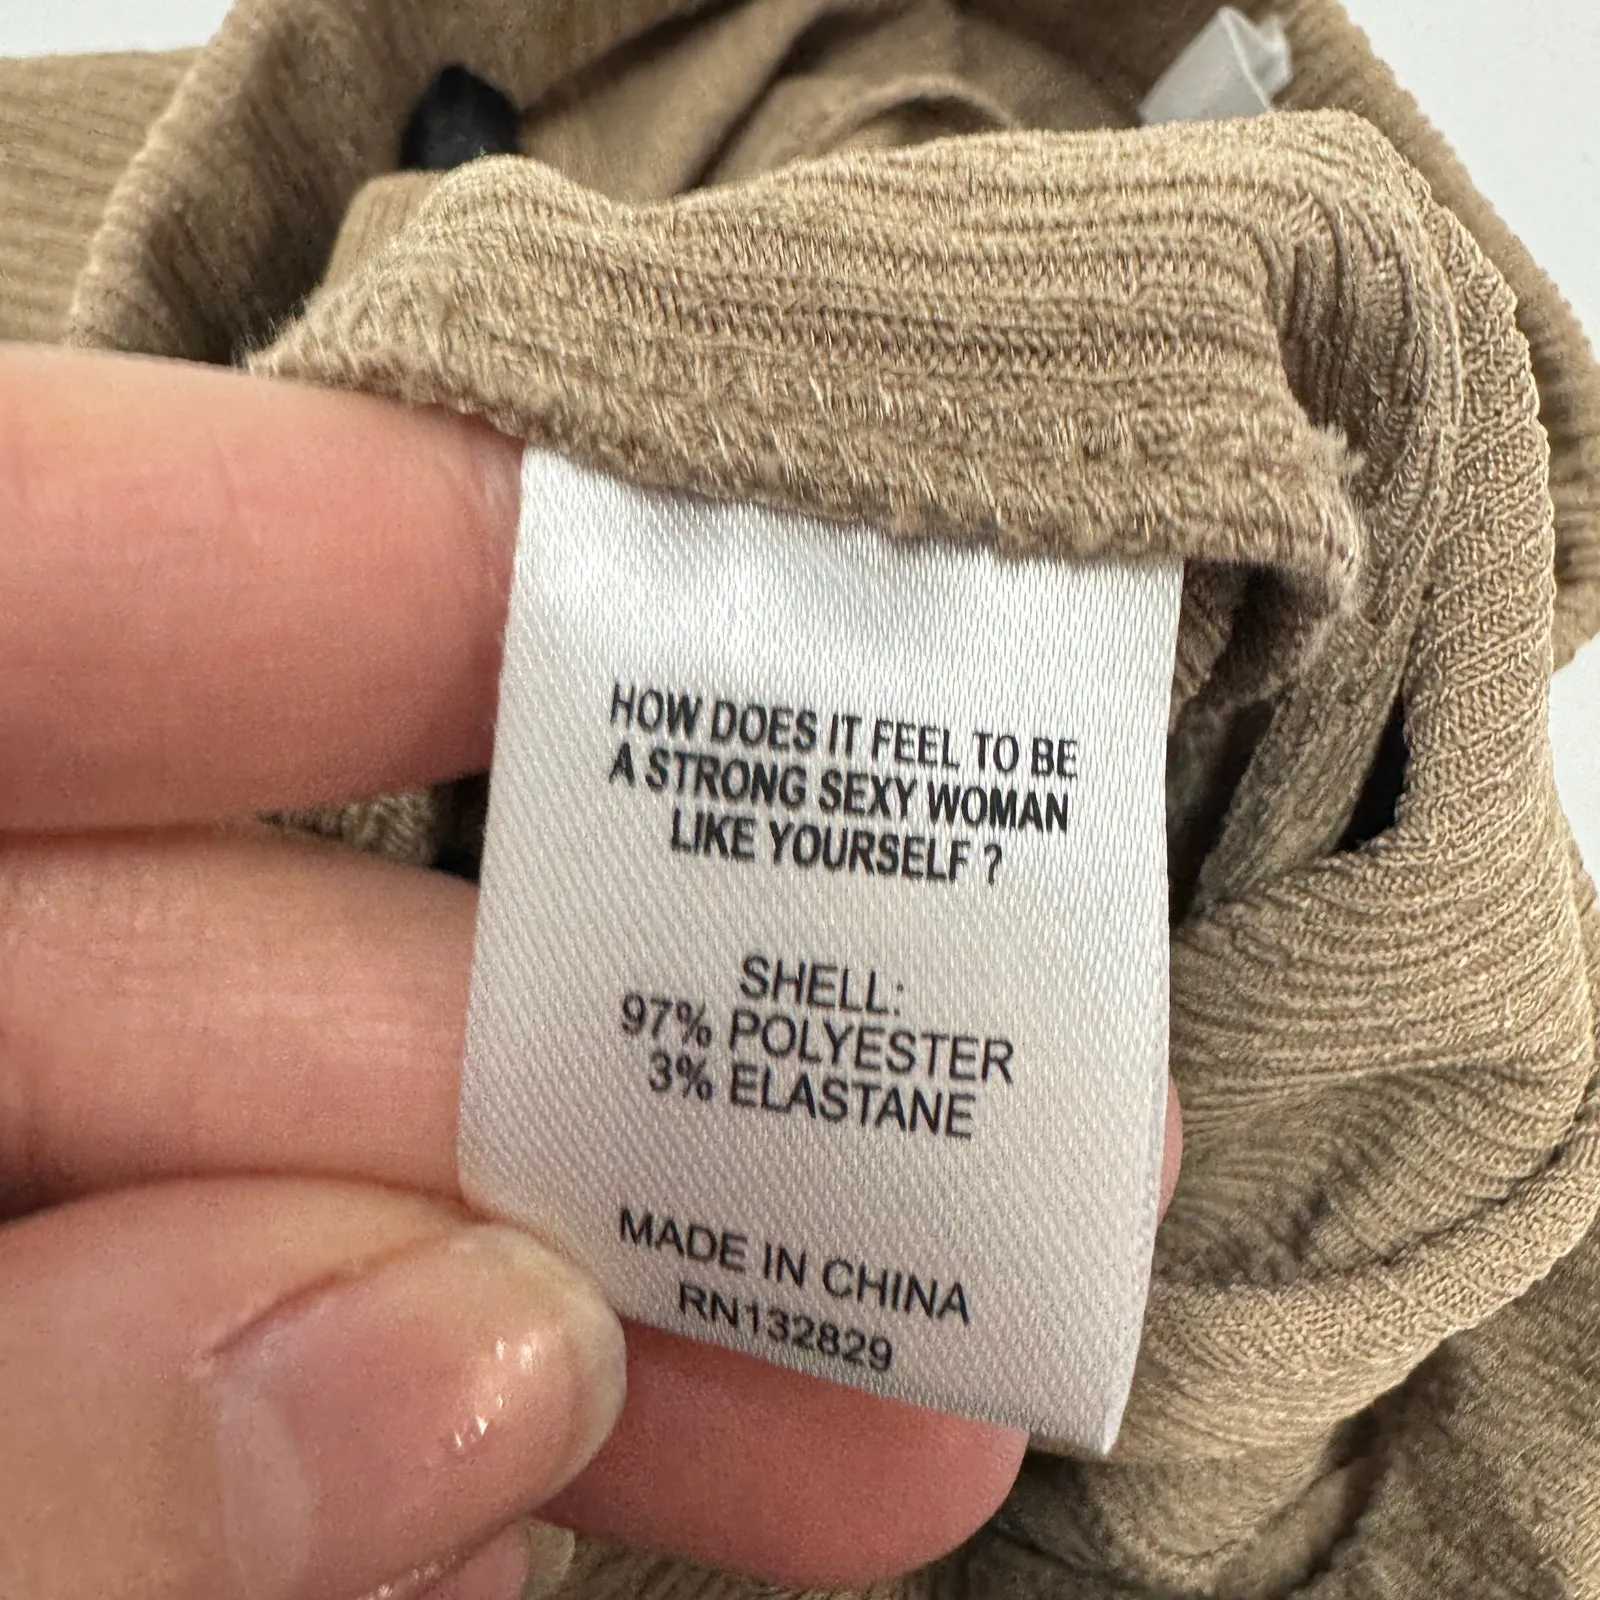 HOW DOES IT FEEL TO BE
A STRONG SEXY WOMAN
LIKE YOURSELF ?
SHELL:
97% POLYESTER
3% ELASTANE
MADE IN CHINA
RN132829